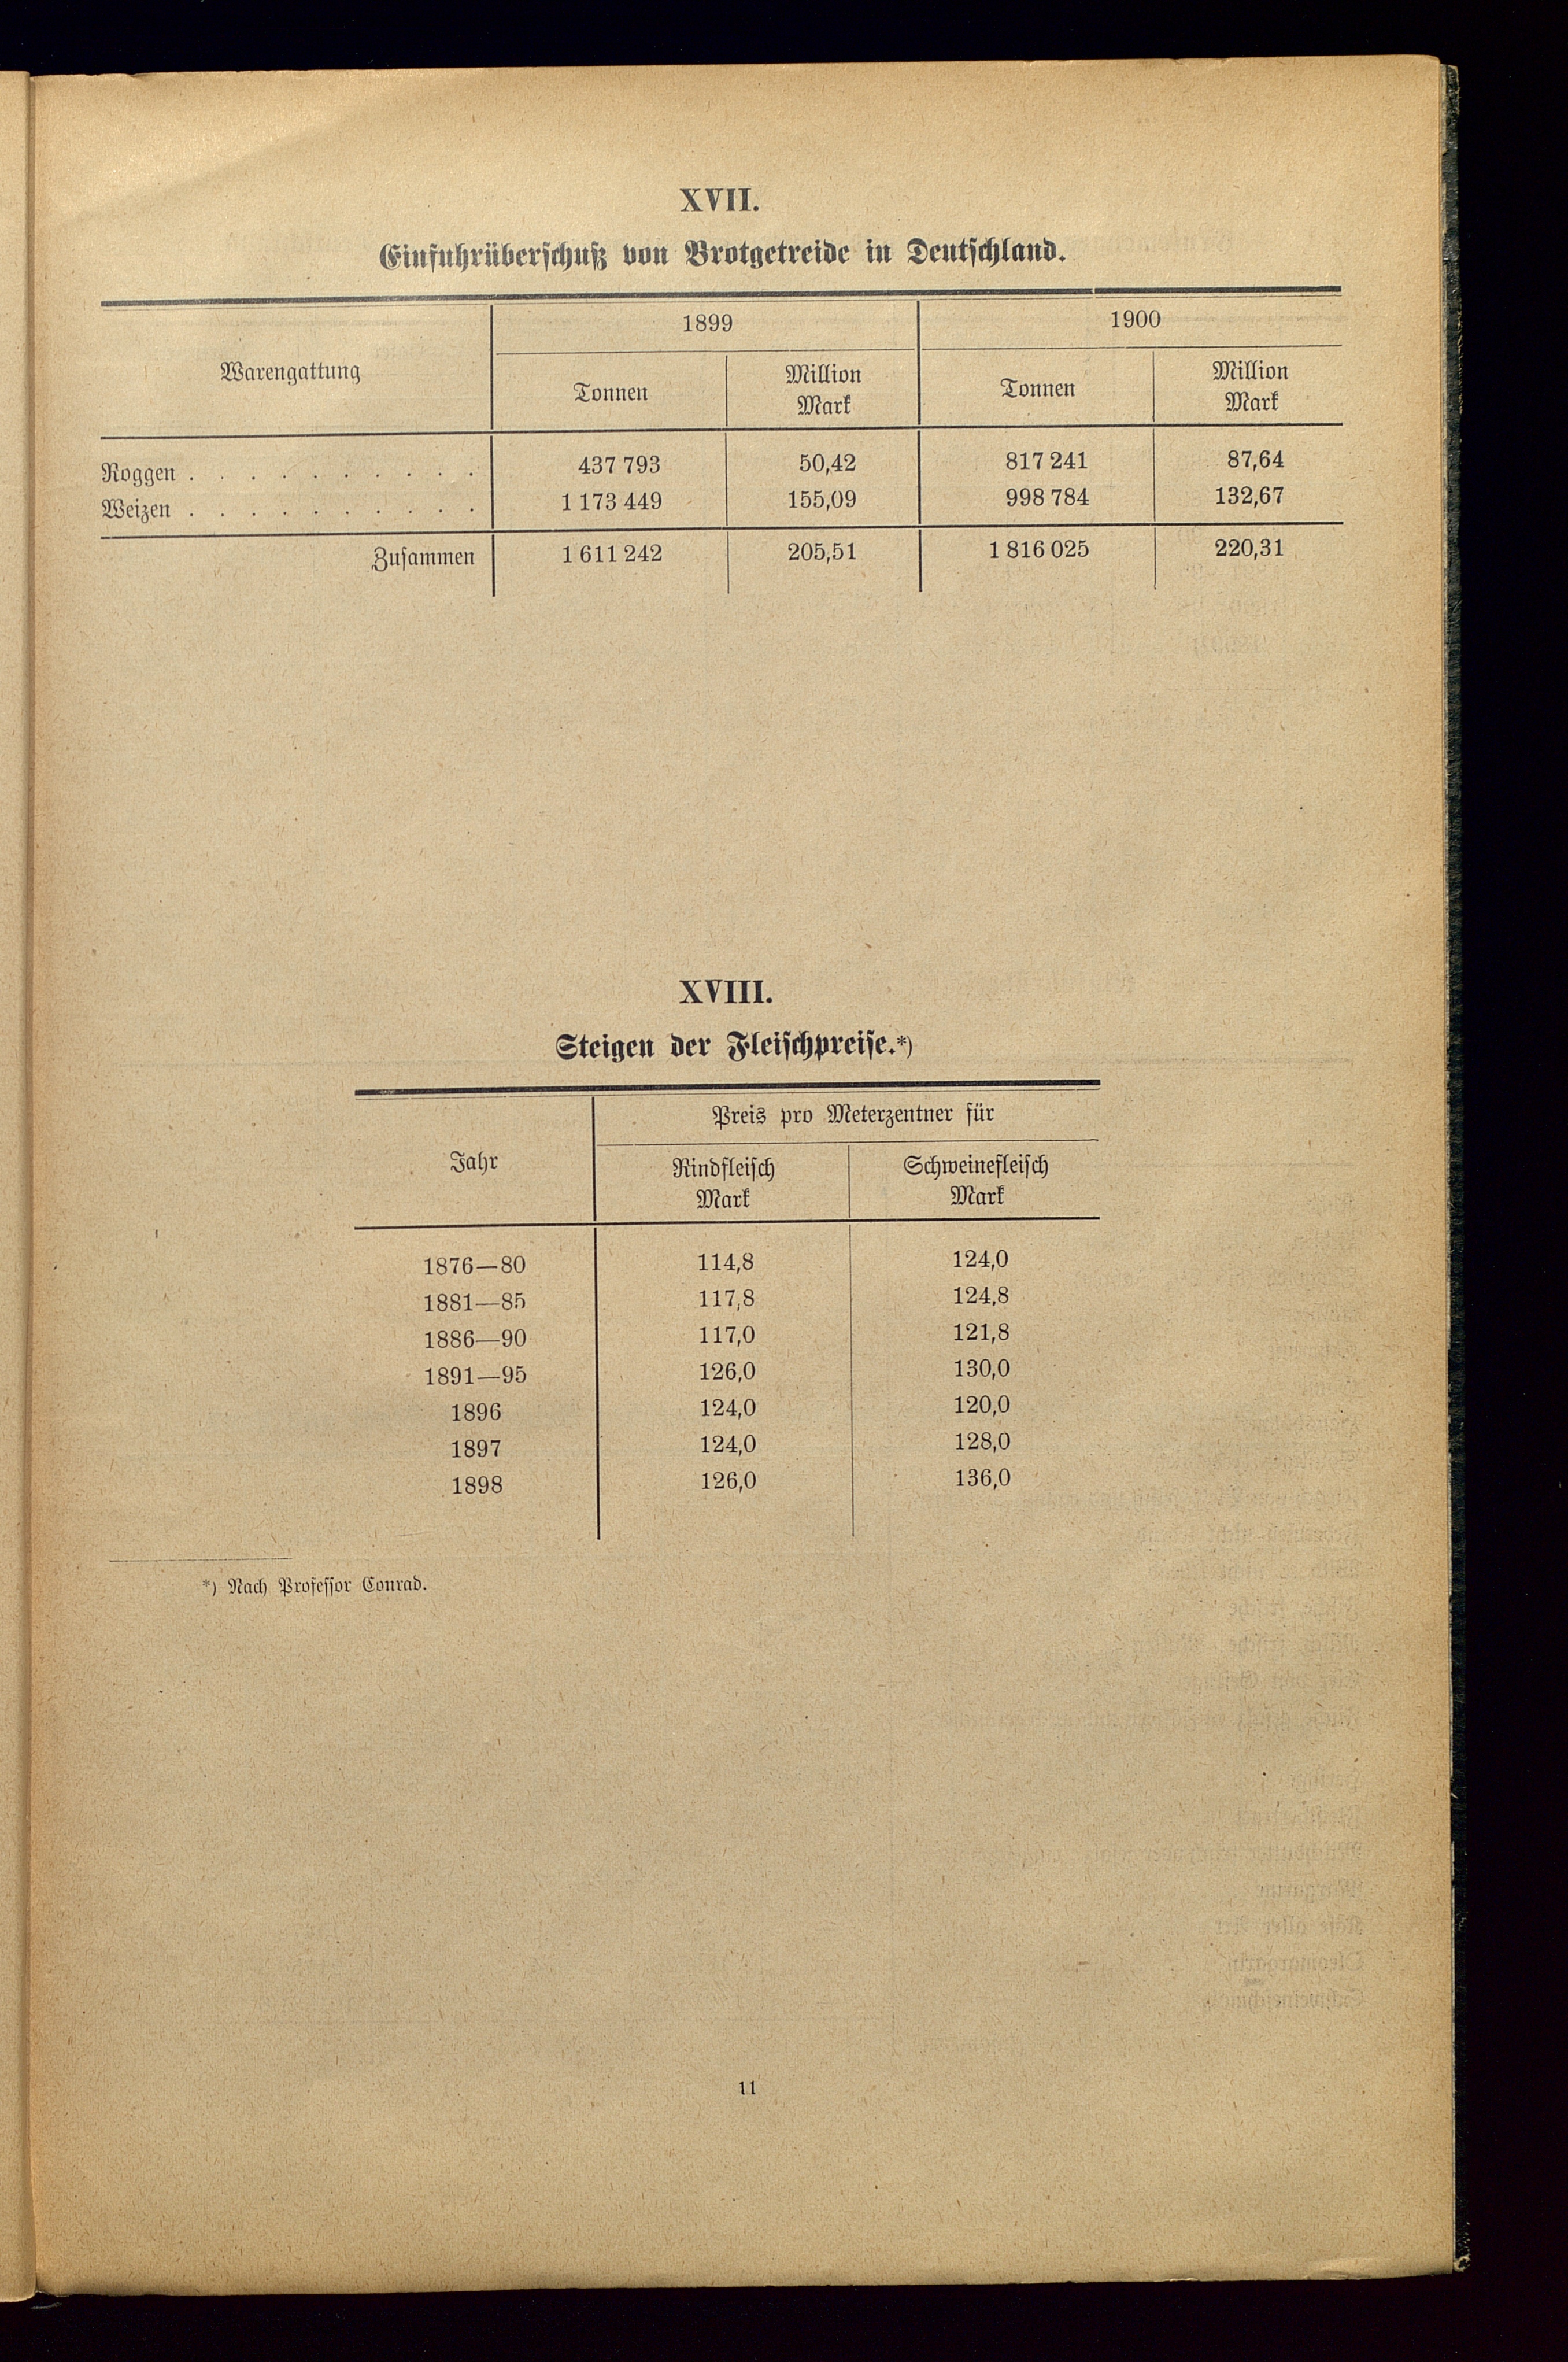 XVII.
Einfuhrüberschuß von Brotgetreide in Deutschland.
Warengattung 1899 1900
Tonnen Million Mark Tonnen Million Mark
Roggen . . . . . . . . . . 437 793 50,42 817 241 87,64
Weizen . . . . . . . . . . 1 173 449 155,09 998 784 132,67
Zusammen 1 611 242 205,51 1 816 025 220,31
XVIII.
Steigen der Fleischpreise.*)
Jahr Preis pro Meterzentner für
Rindfleisch Mark Schweinefleisch Mark
1876—80 114,8 124,0
1881—85 117,8 124,8
1886—90 117,0 121,8
1891—95 126,0 130,0
1896 124,0 120,0
1897 124,0 128,0
1898 126,0 136,0
*) Nach Professor Conrad.
11